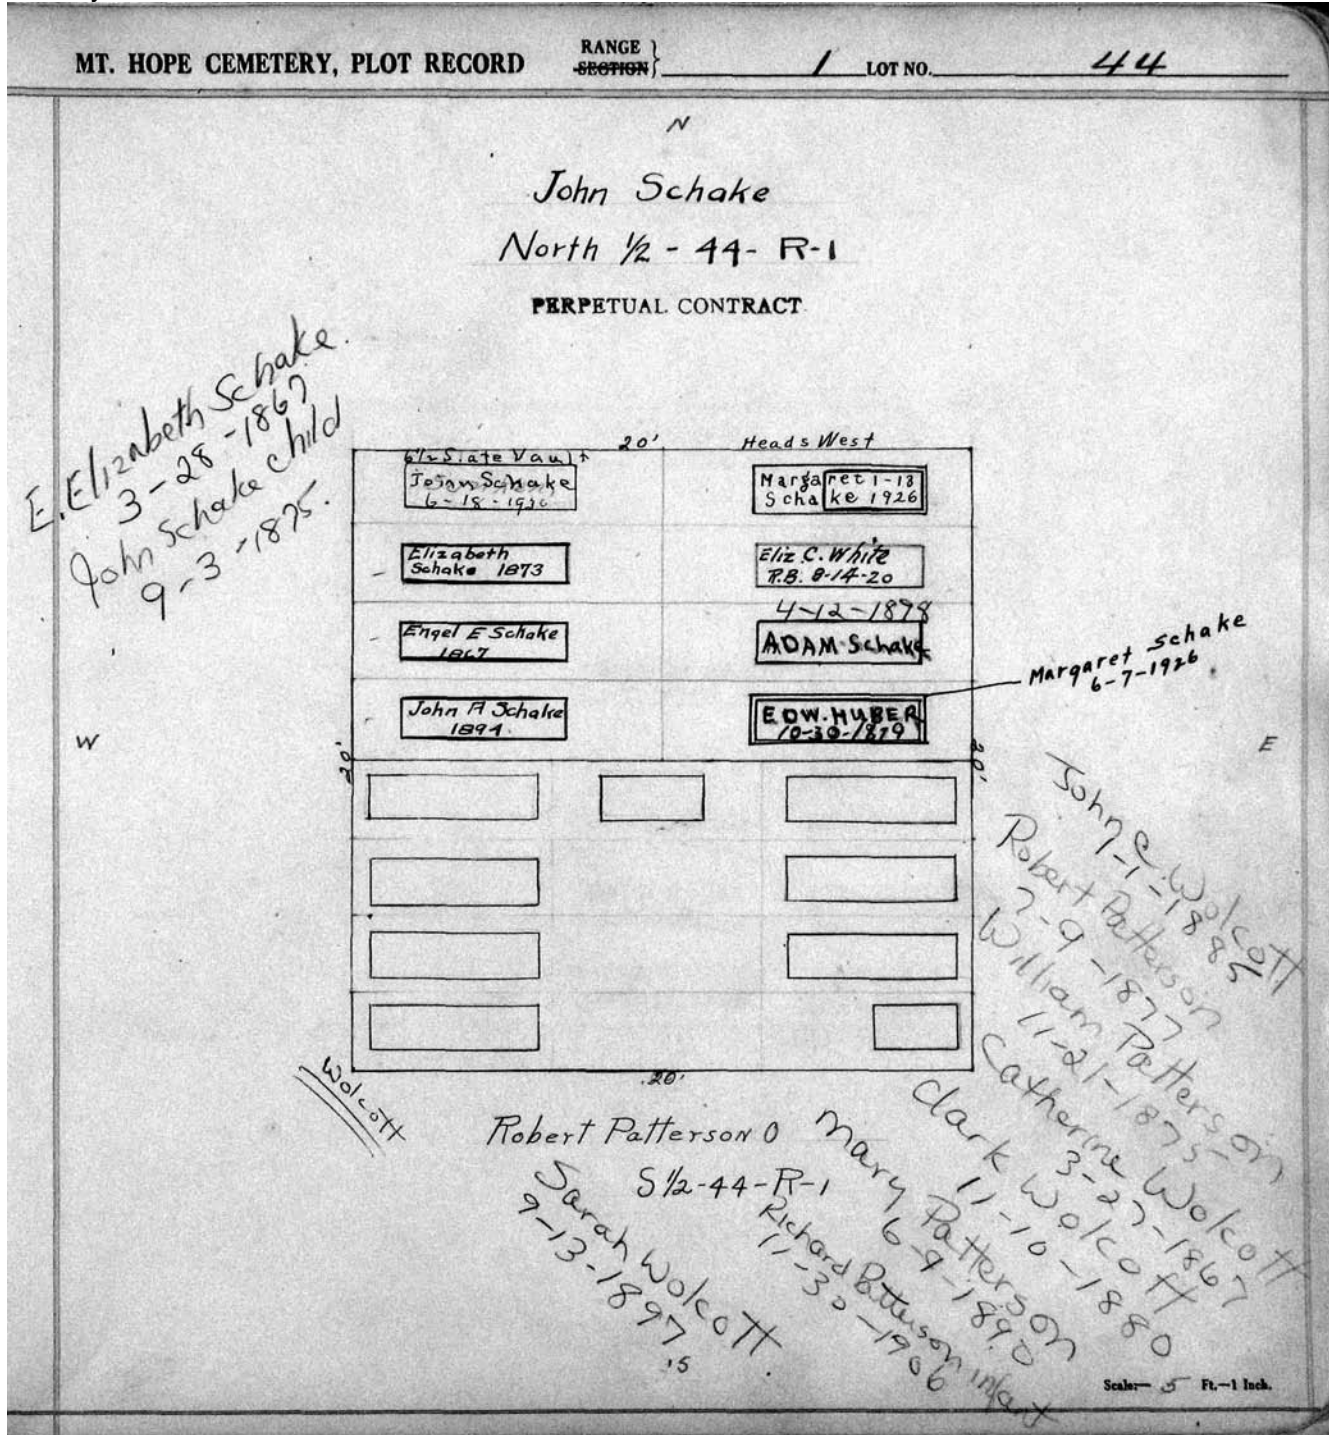 MT. HOPE CEMETERY, PLOT RECORD RANGE SECTION 1 LOT NO. 44
N
John Schake
North 1/2 - 44 - R-1
PERPETUAL CONTRACT
E. Elizabeth Schake
3-28-1867
John Schake child
9-3-1875.
20' Heads West
Slate Vault
John Schake
6-18-1930
Margaret 1-18
Schake 1926
Elizabeth
Schake 1873
Eliz C. White
R.B. 8-14-20
4-12-1898
Engel E Schake
1867
ADAM Schake
Margaret Schake
6-7-1926
John A Schake
1894
EDW. HUBER
10-30-1879
W
E
20'
20'
John C. Wolcott
1-1-1885
Robert Patterson
7-9-1877
William Patterson
11-21-1875
Catherine Wolcott
3-27-1867
Clark Wolcott
11-10-1880
Mary Patterson
6-9-1890
Richard Patterson infant
11-30-1906
20'
Wolcott
Robert Patterson O
S 1/2-44-R-1
Sarah Wolcott
9-13-1897
15
Scale:— 5 Ft.—1 Inch.